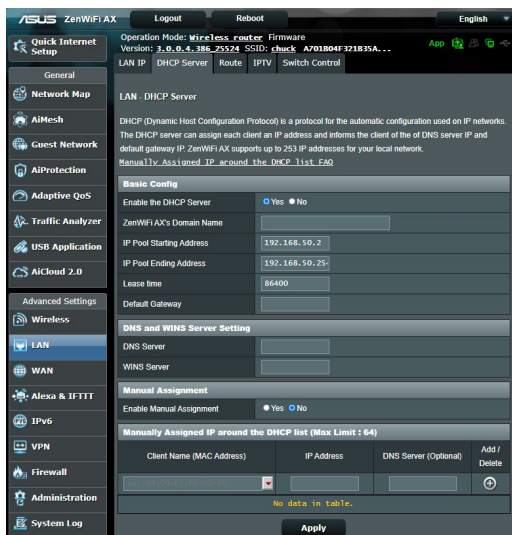 ASUS ZenWiFi AX
Logout
Reboot
English
Quick Internet
Setup
Operation Mode: Wireless router Firmware
Version: 3.0.0.4.386_25524 SSID: chuck A701B04F321B35A...
App
LAN IP
DHCP Server
Route
IPTV
Switch Control
General
Network Map
AiMesh
Guest Network
AiProtection
Adaptive QoS
Traffic Analyzer
USB Application
AiCloud 2.0
Advanced Settings
Wireless
LAN
WAN
Alexa & IFTTT
IPv6
VPN
Firewall
Administration
System Log
LAN - DHCP Server
DHCP (Dynamic Host Configuration Protocol) is a protocol for the automatic configuration used on IP networks.
The DHCP server can assign each client an IP address and informs the client of the of DNS server IP and
default gateway IP. ZenWiFi AX supports up to 253 IP addresses for your local network.
Manually Assigned IP around the DHCP list FAQ
Basic Config
Enable the DHCP Server
Yes No
ZenWiFi AX's Domain Name
IP Pool Starting Address
192.168.50.2
IP Pool Ending Address
192.168.50.25
Lease time
86400
Default Gateway
DNS and WINS Server Setting
DNS Server
WINS Server
Manual Assignment
Enable Manual Assignment
Yes No
Manually Assigned IP around the DHCP list (Max Limit : 64)
Client Name (MAC Address)
IP Address
DNS Server (Optional)
Add /
Delete
No data in table.
Apply